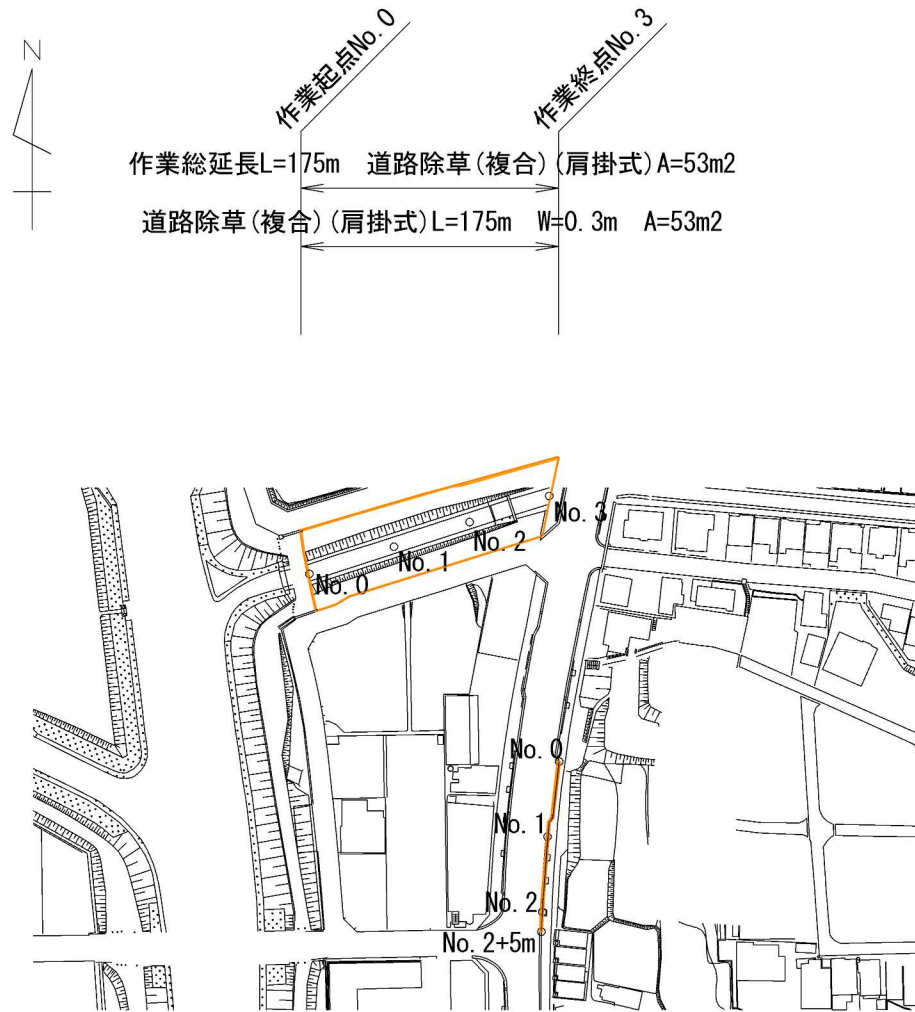 N
作業起点No.0
作業終点No.3
作業総延長L=175m 道路除草(複合)(肩掛式)A=53m2
道路除草(複合)(肩掛式)L=175m W=0.3m A=53m2
No.3
No.2
No.1
No.0
No.0
No.1
No.2
No.2+5m